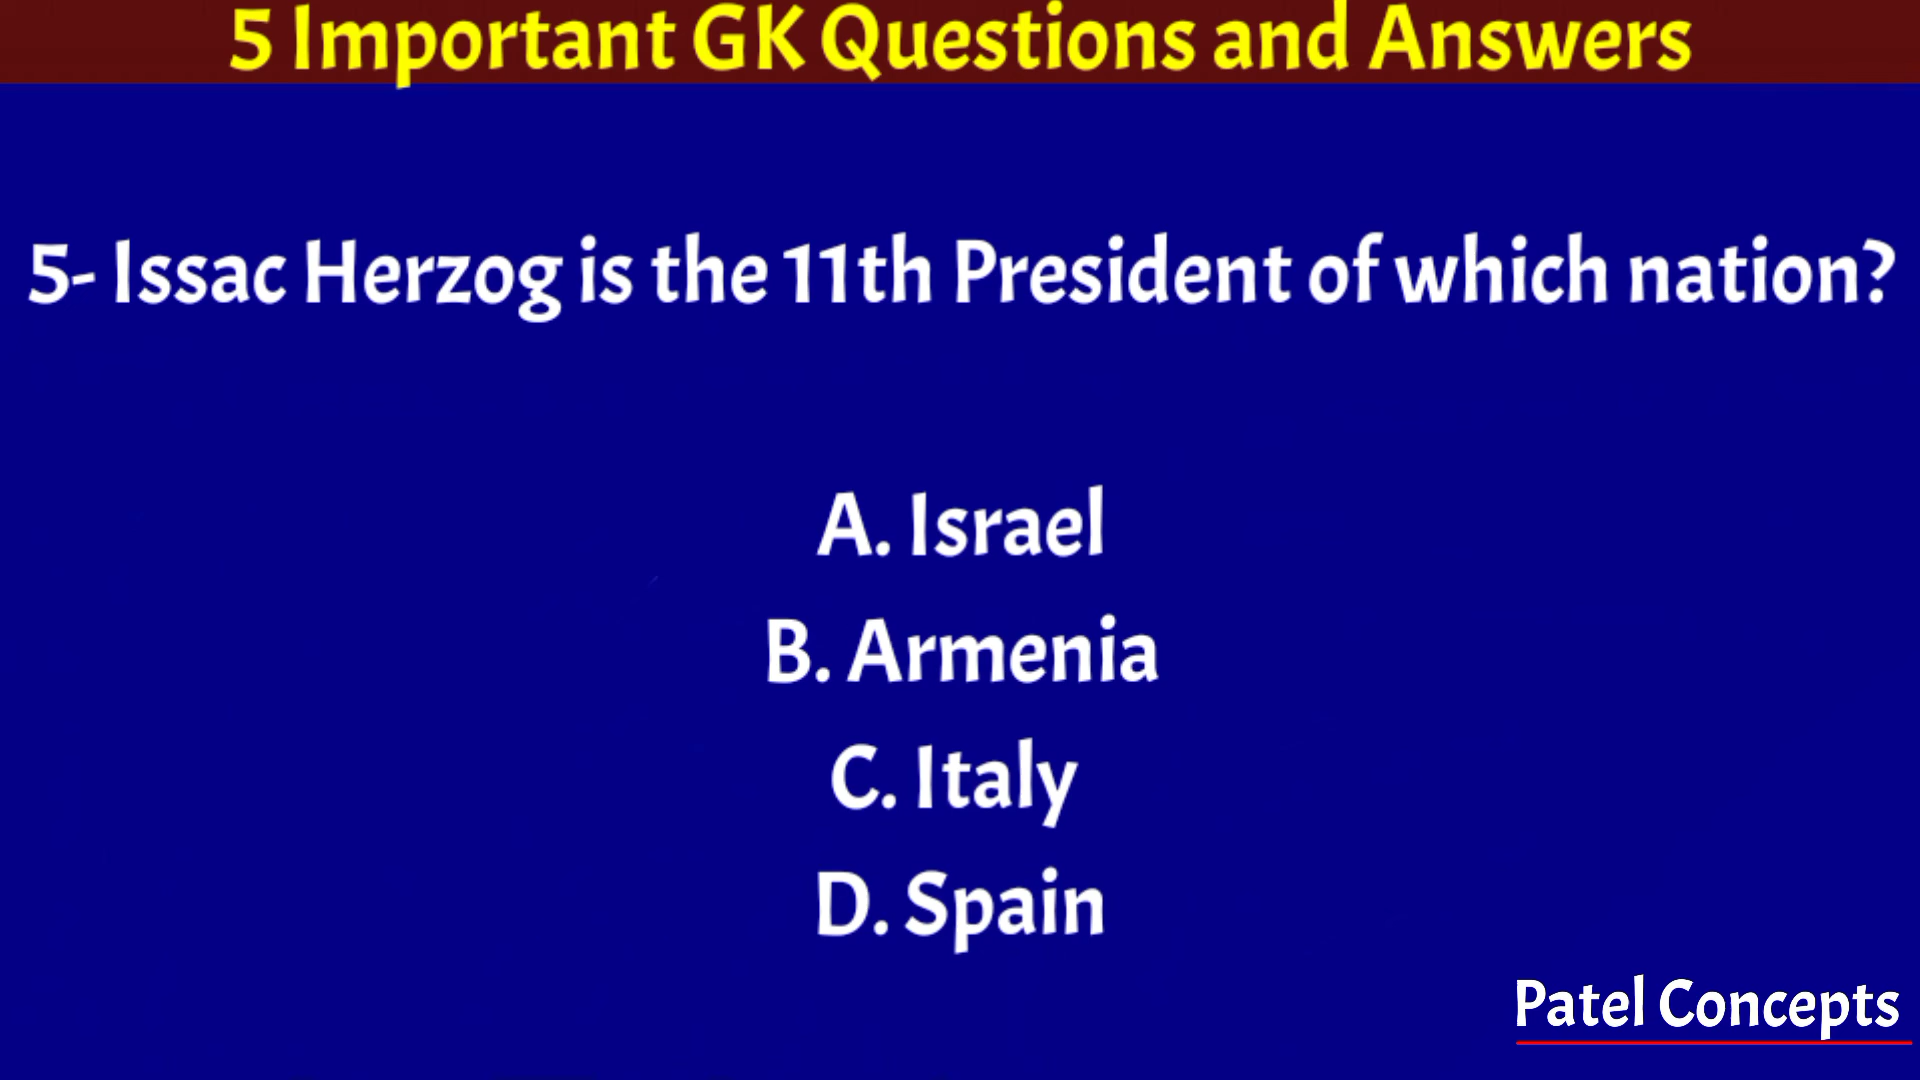 5 Important GK Questions and Answers
5- Issac Herzog is the 11th President of which nation?
A. Israel
B. Armenia
C. Italy
D. Spain
Patel Concepts